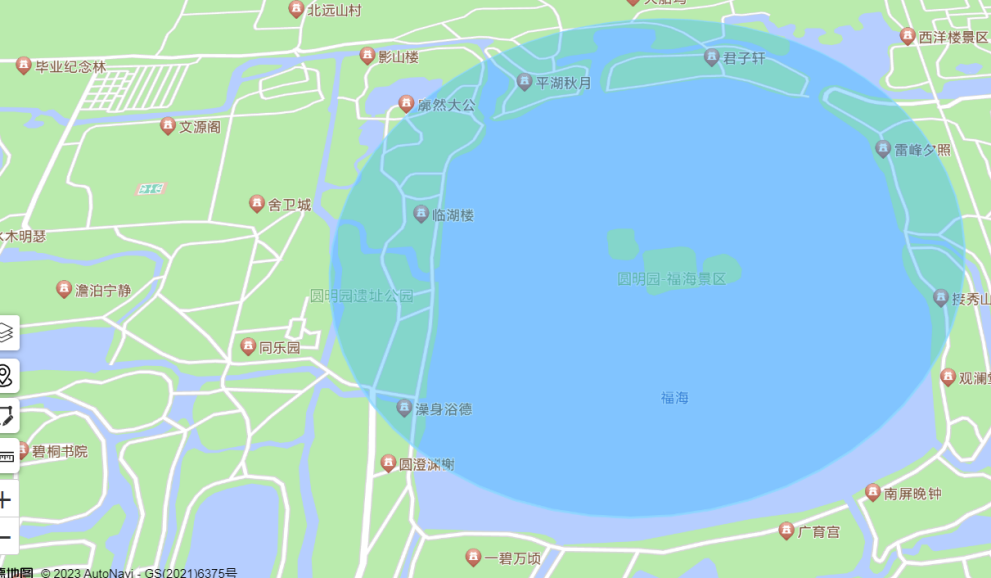 北远山村
西洋楼景区
影山楼
君子轩
毕业纪念林
平湖秋月
廓然大公
文源阁
雷峰夕照
舍卫城
临湖楼
水木明瑟
圆明园-福海景区
澹泊宁静
圆明园遗址公园
接秀山
同乐园
观澜堂
福海
澡身浴德
碧桐书院
圆澄渊榭
南屏晚钟
广育宫
一碧万顷
地图 © 2023 AutoNavi - GS(2021)6375号